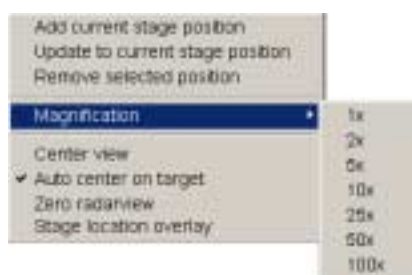 Add current stage position
Update to current stage position
Remove selected position
Magnification
1x
2x
5x
10x
25x
50x
100x
Center view
Auto center on target
Zero radarview
Stage location overlay